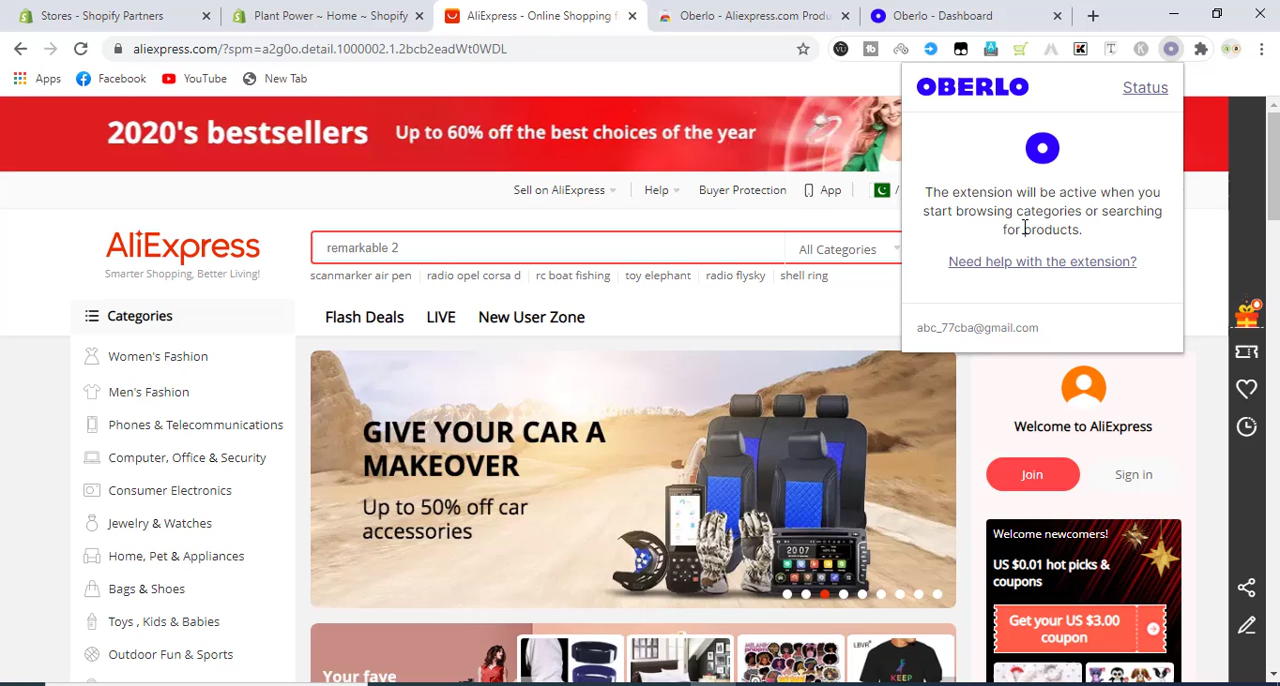 Stores - Shopify Partners
Plant Power ~ Home ~ Shopify
AliExpress - Online Shopping f
Oberlo - Aliexpress.com Produ
Oberlo - Dashboard
aliexpress.com/?spm=a2g0o.detail.1000002.1.2bcb2eadWt0WDL
Apps
Facebook
YouTube
New Tab
2020's bestsellers
Up to 60% off the best choices of the year
Sell on AliExpress
Help
Buyer Protection
App
/
AliExpress
Smarter Shopping, Better Living!
remarkable 2
All Categories
scanmarker air pen
radio opel corsa d
rc boat fishing
toy elephant
radio flysky
shell ring
OBERLO
Status
The extension will be active when you
start browsing categories or searching
for products.
Need help with the extension?
abc_77cba@gmail.com
Categories
Flash Deals
LIVE
New User Zone
Women's Fashion
Men's Fashion
Phones & Telecommunications
Computer, Office & Security
Consumer Electronics
Jewelry & Watches
Home, Pet & Appliances
Bags & Shoes
Toys , Kids & Babies
Outdoor Fun & Sports
GIVE YOUR CAR A
MAKEOVER
Up to 50% off car
accessories
20 07
Welcome to AliExpress
Join
Sign in
Welcome newcomers!
US $0.01 hot picks &
coupons
Get your US $3.00
coupon
Your fave
LBVR
KEEP